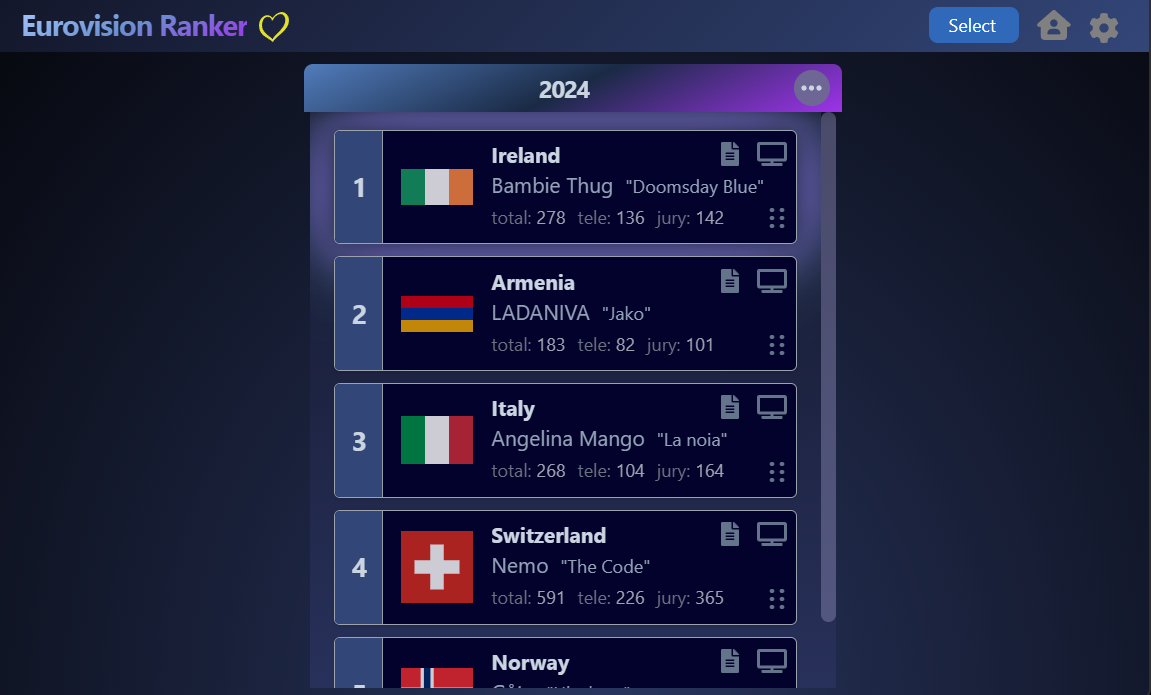 Eurovision Ranker
Select
2024
1
Ireland
Bambie Thug "Doomsday Blue"
total: 278 tele: 136 jury: 142
2
Armenia
LADANIVA "Jako"
total: 183 tele: 82 jury: 101
3
Italy
Angelina Mango "La noia"
total: 268 tele: 104 jury: 164
4
Switzerland
Nemo "The Code"
total: 591 tele: 226 jury: 365
Norway